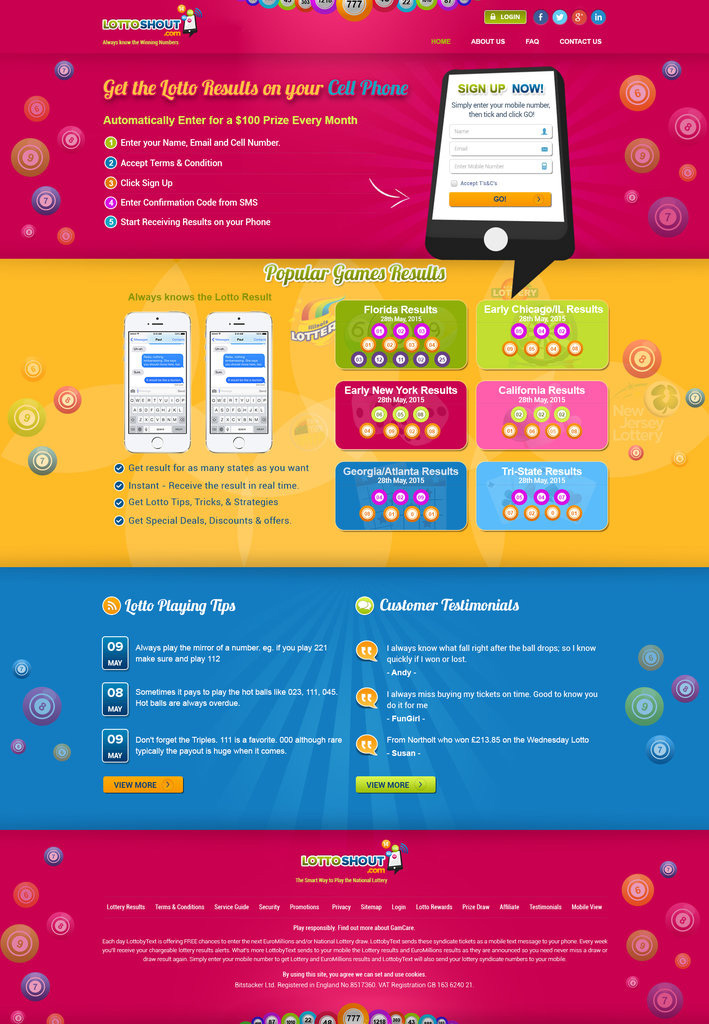 LOTTOSHOUT
.com
Always know the Winning Numbers
LOGIN
HOME
ABOUT US
FAQ
CONTACT US
777
Get the Lotto Results on your Cell Phone
Automatically Enter for a $100 Prize Every Month
1 Enter your Name, Email and Cell Number.
2 Accept Terms & Condition
3 Click Sign Up
4 Enter Confirmation Code from SMS
5 Start Receiving Results on your Phone
SIGN UP NOW!
Simply enter your mobile number,
then tick and click GO!
Name
Email
Enter Mobile Number
Accept T's&C's
GO!
Popular Games Results
Always knows the Lotto Result
Get result for as many states as you want
Instant - Receive the result in real time.
Get Lotto Tips, Tricks, & Strategies
Get Special Deals, Discounts & offers.
Florida Results
28th May, 2015
Early Chicago/IL Results
28th May, 2015
Early New York Results
28th May, 2015
California Results
28th May, 2015
Georgia/Atlanta Results
28th May, 2015
Tri-State Results
28th May, 2015
New
Jersey
Lottery
Lotto Playing Tips
09
MAY
Always play the mirror of a number. eg. if you play 221
make sure and play 112
08
MAY
Sometimes it pays to play the hot balls like 023, 111, 045.
Hot balls are always overdue.
09
MAY
Don't forget the Triples. 111 is a favorite. 000 although rare
typically the payout is huge when it comes.
VIEW MORE
Customer Testimonials
I always know what fall right after the ball drops; so I know
quickly if I won or lost.
- Andy -
I always miss buying my tickets on time. Good to know you
do it for me
- FunGirl -
From Northolt who won £213.85 on the Wednesday Lotto
- Susan -
VIEW MORE
LOTTOSHOUT
.com
The Smart Way to Play the National Lottery
Lottery Results
Terms & Conditions
Service Guide
Security
Promotions
Privacy
Sitemap
Login
Lotto Rewards
Prize Draw
Affiliate
Testimonials
Mobile View
Play responsibly. Find out more about GamCare.
Each day LottobyText is offering FREE chances to enter the next EuroMillions and/or National Lottery draw. LottobyText sends these syndicate tickets as a mobile text message to your phone. Every week
you'll receive your chargeable lottery results alerts. What's more LottobyText sends to your mobile the Lottery results and EuroMillions results as they are announced so you need never miss a draw or
draw result again. Simply enter your mobile number to get Lottery and EuroMillions results and LottobyText will also send your lottery syndicate numbers to your mobile.
By using this site, you agree we can set and use cookies.
Bitstacker Ltd. Registered in England No.8517360. VAT Registration GB 163 6240 21.
777